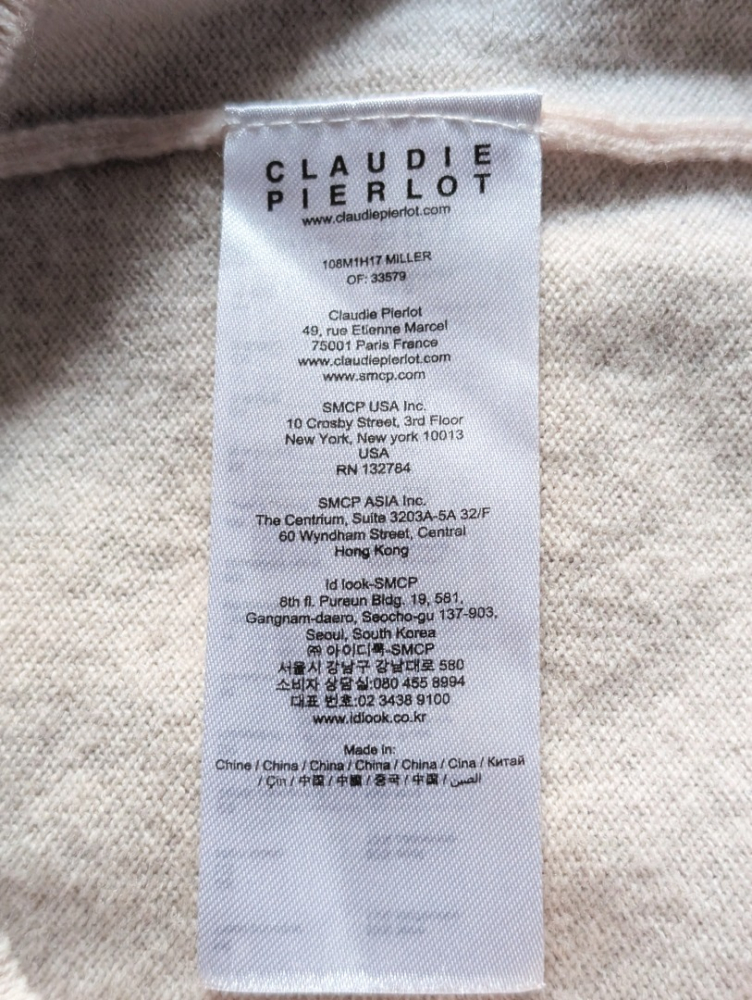 CLAUDIE
PIERLOT
www.claudiepierlot.com
108M1H17 MILLER
OF: 33579
Claudie Pierlot
49, rue Etienne Marcel
75001 Paris France
www.claudiepierlot.com
www.smcp.com
SMCP USA Inc.
10 Crosby Street, 3rd Floor
New York, New york 10013
USA
RN 132784
SMCP ASIA Inc.
The Centrium, Suite 3203A-5A 32/F
60 Wyndham Street, Central
Hong Kong
Id look-SMCP
8th fl. Pureun Bldg. 19, 581,
Gangnam-daero, Seocho-gu 137-903,
Seoul, South Korea
㈜ 아이디룩-SMCP
서울시 강남구 강남대로 580
소비자 상담실:080 455 8994
대표 번호:02 3438 9100
www.idlook.co.kr
Made in:
Chine / China / China / China / China / Cina / Китай
/ Çin / 中国 / 中國 / 중국 / 中国 / الصين